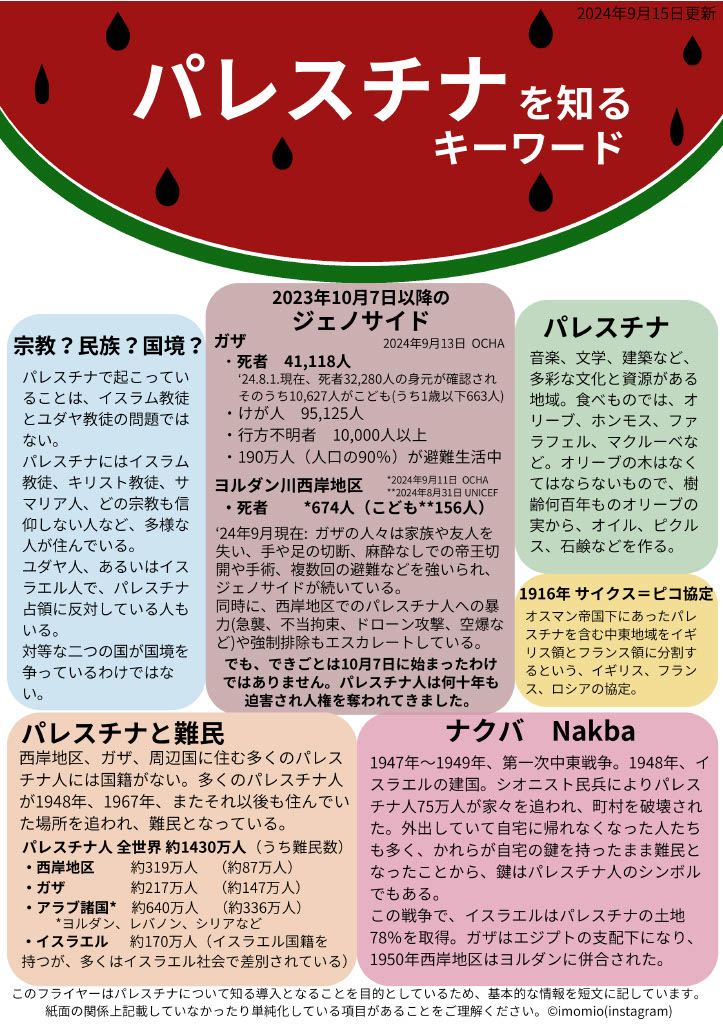 2024年9月15日更新
パレスチナを知る
キーワード
宗教？民族？国境？
パレスチナで起こってい
ることは、イスラム教徒
とユダヤ教徒の問題では
ない。
パレスチナにはイスラム
教徒、キリスト教徒、サ
マリア人、どの宗教も信
仰しない人など、多様な
人が住んでいる。
ユダヤ人、あるいはイス
ラエル人で、パレスチナ
占領に反対している人も
いる。
対等な二つの国が国境を
争っているわけではな
い。
2023年10月7日以降の
ジェノサイド
ガザ
2024年9月13日 OCHA
・死者 41,118人
‘24.8.1.現在、死者32,280人の身元が確認され
そのうち10,627人がこども(うち1歳以下663人)
・けが人 95,125人
・行方不明者 10,000人以上
・190万人（人口の90%）が避難生活中
ヨルダン川西岸地区
*2024年9月11日 OCHA
**2024年8月31日 UNICEF
・死者 *674人（こども**156人）
‘24年9月現在: ガザの人々は家族や友人を
失い、手や足の切断、麻酔なしでの帝王切
開や手術、複数回の避難などを強いられ、
ジェノサイドが続いている。
同時に、西岸地区でのパレスチナ人への暴
力(急襲、不当拘束、ドローン攻撃、空爆な
ど)や強制排除もエスカレートしている。
でも、できごとは10月7日に始まったわけ
ではありません。パレスチナ人は何十年も
迫害され人権を奪われてきました。
パレスチナ
音楽、文学、建築など、
多彩な文化と資源がある
地域。食べものでは、オ
リーブ、ホンモス、ファ
ラフェル、マクルーベな
ど。オリーブの木はなく
てはならないもので、樹
齢何百年ものオリーブの
実から、オイル、ピクル
ス、石鹸などを作る。
1916年 サイクス＝ピコ協定
オスマン帝国下にあったパレ
スチナを含む中東地域をイギ
リス領とフランス領に分割す
るという、イギリス、フラン
ス、ロシアの協定。
パレスチナと難民
西岸地区、ガザ、周辺国に住む多くのパレス
チナ人には国籍がない。多くのパレスチナ人
が1948年、1967年、またそれ以後も住んでい
た場所を追われ、難民となっている。
パレスチナ人 全世界 約1430万人（うち難民数）
・西岸地区 約319万人 （約87万人）
・ガザ 約217万人 （約147万人）
・アラブ諸国* 約640万人 （約336万人）
*ヨルダン、レバノン、シリアなど
・イスラエル 約170万人（イスラエル国籍を
持つが、多くはイスラエル社会で差別されている）
ナクバ Nakba
1947年～1949年、第一次中東戦争。1948年、イ
スラエルの建国。シオニスト民兵によりパレス
チナ人75万人が家々を追われ、町村を破壊され
た。外出していて自宅に帰れなくなった人たち
も多く、かれらが自宅の鍵を持ったまま難民と
なったことから、鍵はパレスチナ人のシンボル
でもある。
この戦争で、イスラエルはパレスチナの土地
78%を取得。ガザはエジプトの支配下になり、
1950年西岸地区はヨルダンに併合された。
このフライヤーはパレスチナについて知る導入となることを目的としているため、基本的な情報を短文に記しています。
紙面の関係上記載していなかったり単純化している項目があることをご理解ください。©imomio(instagram)